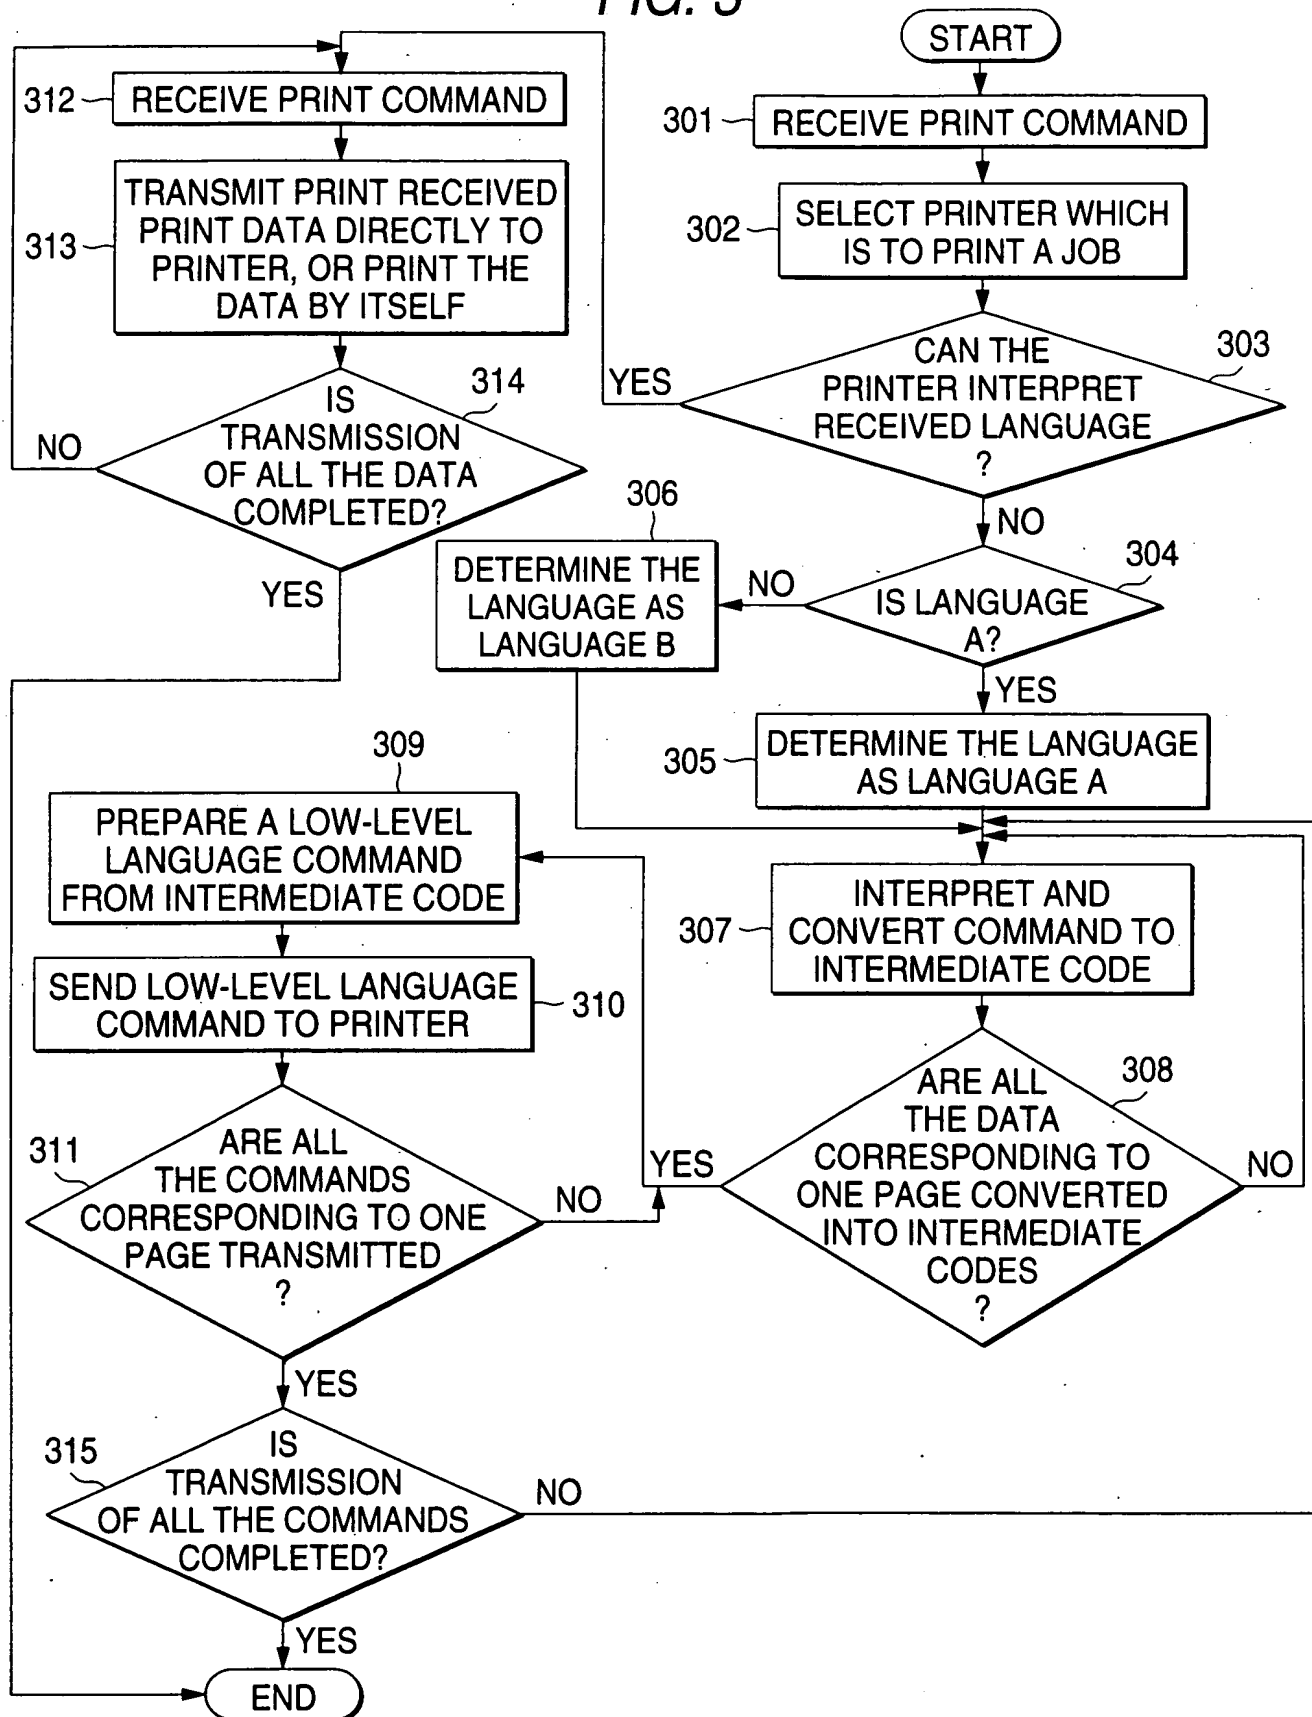 FIG.
START
301
RECEIVE PRINT COMMAND
302
SELECT PRINTER WHICH
IS TO PRINT A JOB
303
CAN THE
PRINTER INTERPRET
RECEIVED LANGUAGE
?
YES
NO
304
IS LANGUAGE
A?
NO
YES
306
DETERMINE THE
LANGUAGE AS
LANGUAGE B
305
DETERMINE THE LANGUAGE
AS LANGUAGE A
307
INTERPRET AND
CONVERT COMMAND TO
INTERMEDIATE CODE
308
ARE ALL
THE DATA
CORRESPONDING TO
ONE PAGE CONVERTED
INTO INTERMEDIATE
CODES
?
YES
NO
309
PREPARE A LOW-LEVEL
LANGUAGE COMMAND
FROM INTERMEDIATE CODE
310
SEND LOW-LEVEL LANGUAGE
COMMAND TO PRINTER
311
ARE ALL
THE COMMANDS
CORRESPONDING TO ONE
PAGE TRANSMITTED
?
NO
YES
315
IS
TRANSMISSION
OF ALL THE COMMANDS
COMPLETED?
NO
YES
END
312
RECEIVE PRINT COMMAND
313
TRANSMIT PRINT RECEIVED
PRINT DATA DIRECTLY TO
PRINTER, OR PRINT THE
DATA BY ITSELF
314
IS
TRANSMISSION
OF ALL THE DATA
COMPLETED?
NO
YES